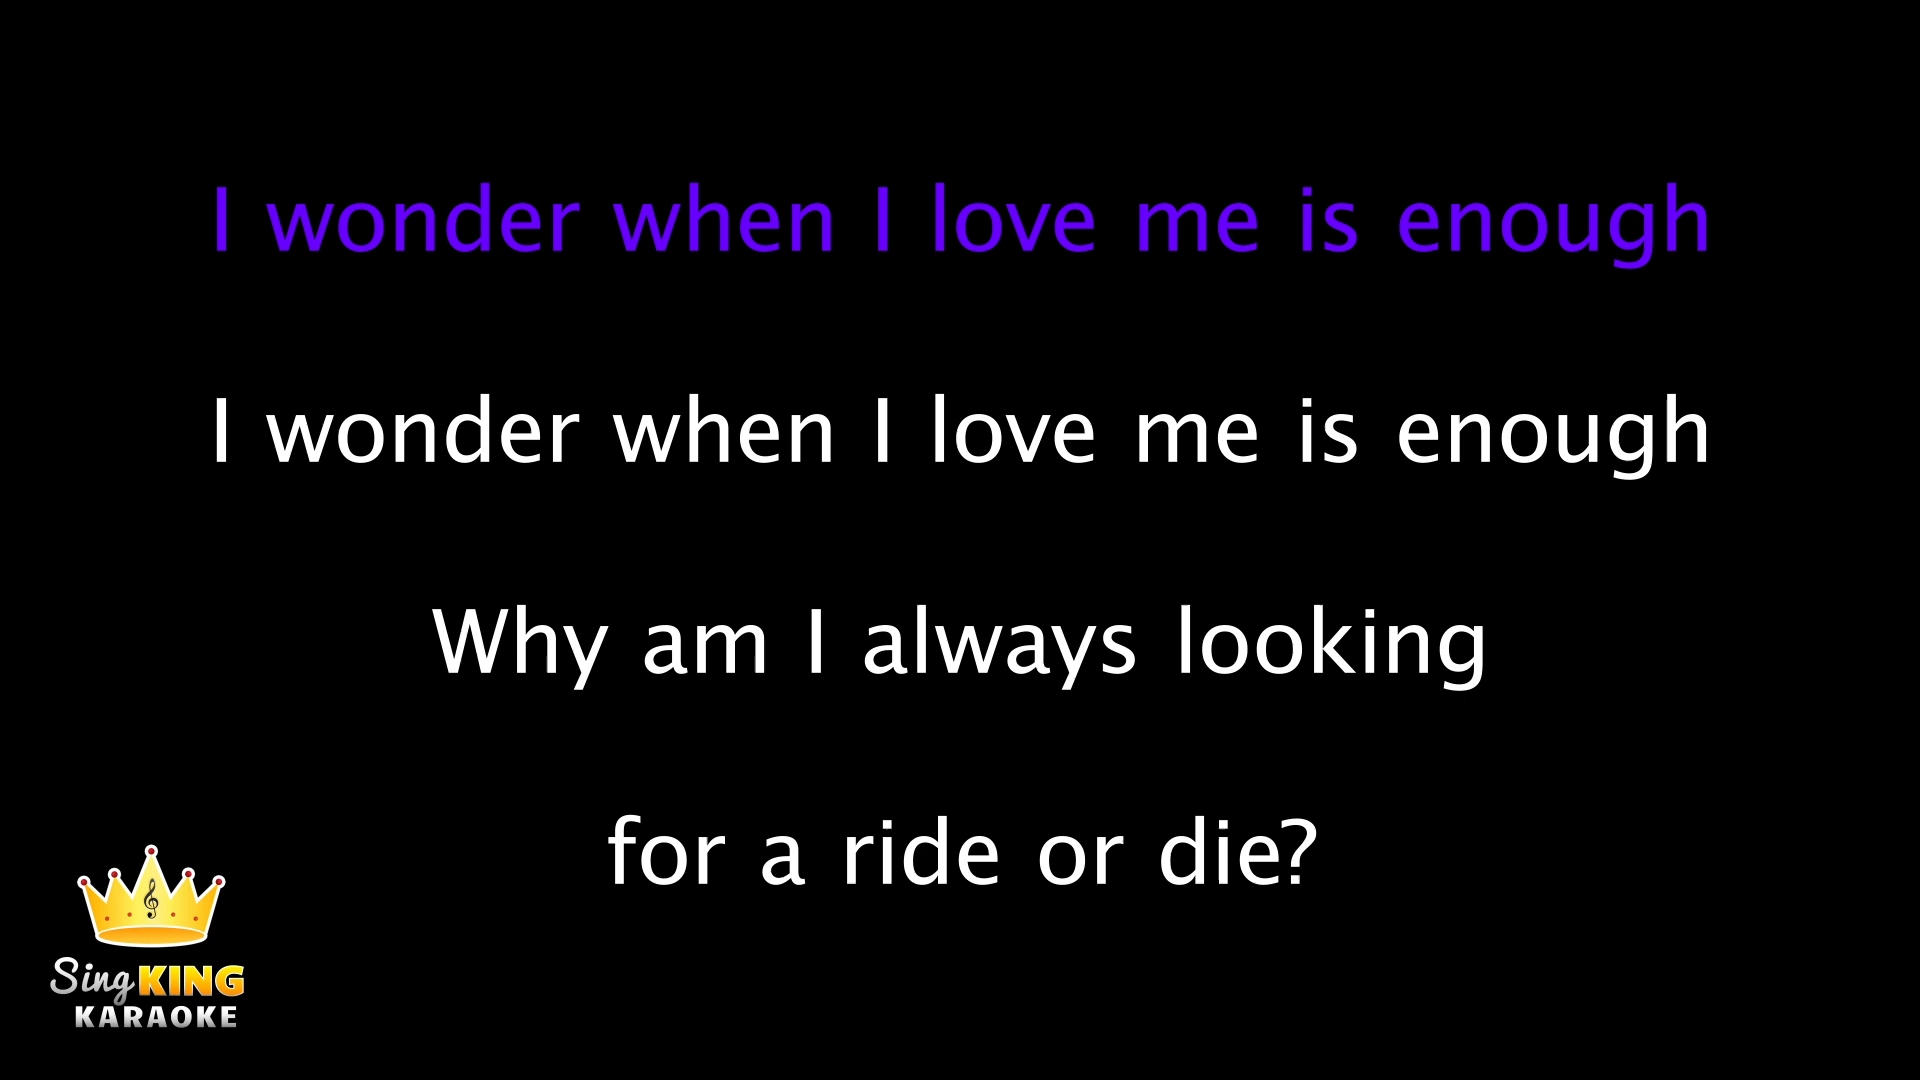 I wonder when I love me is enough
I wonder when I love me is enough
Why am I always looking
for a ride or die?
Sing KING
KARAOKE